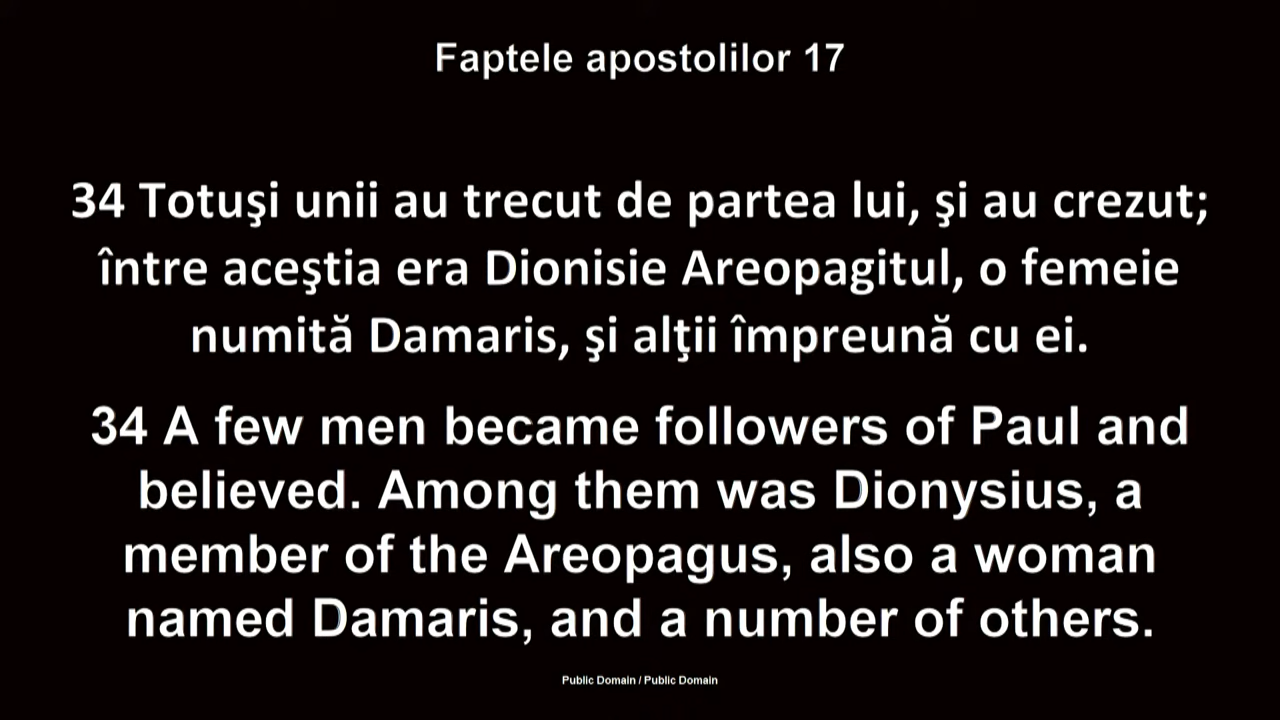 Faptele apostolilor 17
34 Totuşi unii au trecut de partea lui, şi au crezut;
între aceştia era Dionisie Areopagitul, o femeie
numită Damaris, şi alţii împreună cu ei.
34 A few men became followers of Paul and
believed. Among them was Dionysius, a
member of the Areopagus, also a woman
named Damaris, and a number of others.
Public Domain / Public Domain